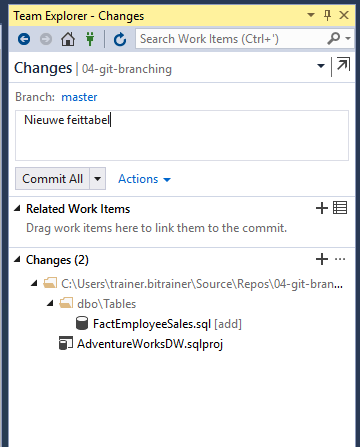 Team Explorer - Changes
Search Work Items (Ctrl+')
Changes | 04-git-branching
Branch: master
Nieuwe feittabel
Commit All
Actions
Related Work Items
Drag work items here to link them to the commit.
Changes (2)
C:\Users\trainer.bitrainer\Source\Repos\04-git-bran...
dbo\Tables
FactEmployeeSales.sql [add]
AdventureWorksDW.sqlproj